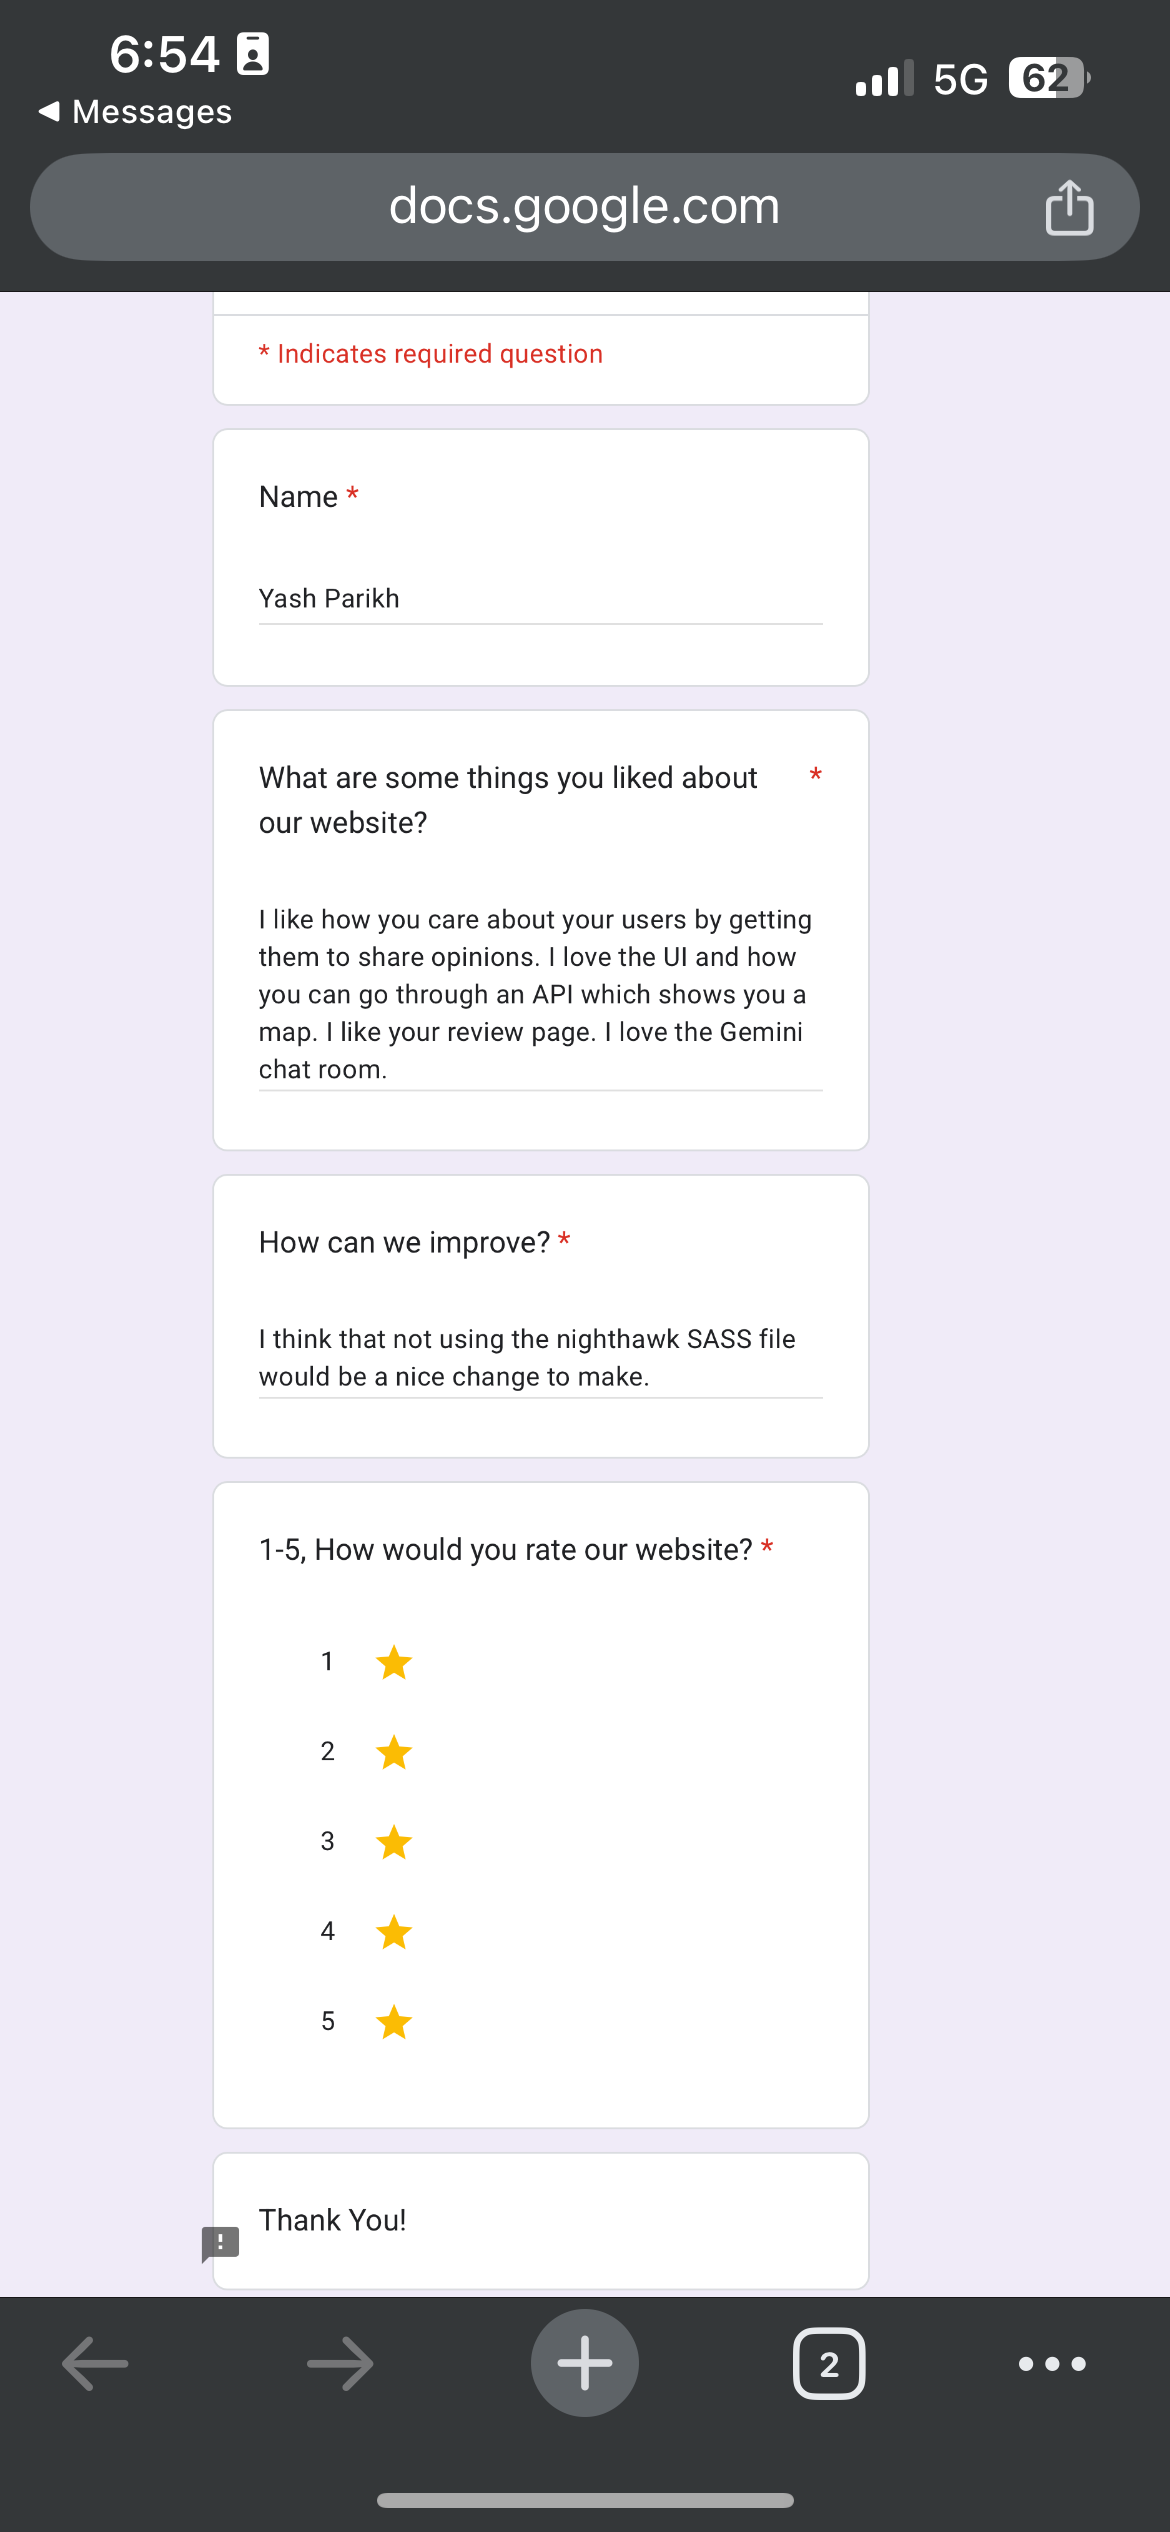 6:54
5G 62
Messages
docs.google.com
* Indicates required question
Name *
Yash Parikh
What are some things you liked about *
our website?
I like how you care about your users by getting
them to share opinions. I love the UI and how
you can go through an API which shows you a
map. I like your review page. I love the Gemini
chat room.
How can we improve? *
I think that not using the nighthawk SASS file
would be a nice change to make.
1-5, How would you rate our website? *
1
2
3
4
5
Thank You!
2